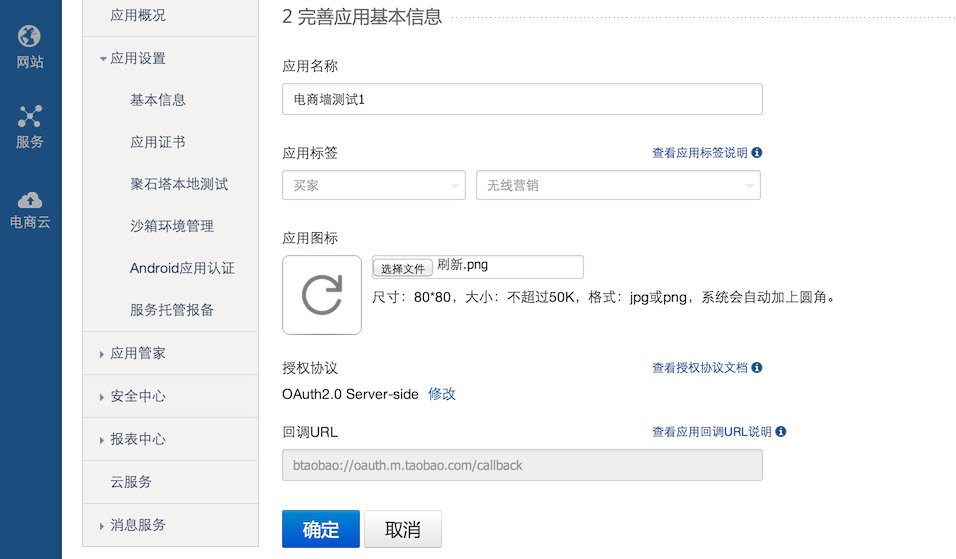 网站
服务
电商云
应用概况
应用设置
基本信息
应用证书
聚石塔本地测试
沙箱环境管理
Android应用认证
服务托管报备
应用管家
安全中心
报表中心
云服务
消息服务
2 完善应用基本信息
应用名称
电商墙测试1
应用标签 查看应用标签说明
买家 无线营销
应用图标
选择文件 刷新.png
尺寸：80*80，大小：不超过50K，格式：jpg或png，系统会自动加上圆角。
授权协议 查看授权协议文档
OAuth2.0 Server-side 修改
回调URL 查看应用回调URL说明
btaobao://oauth.m.taobao.com/callback
确定 取消